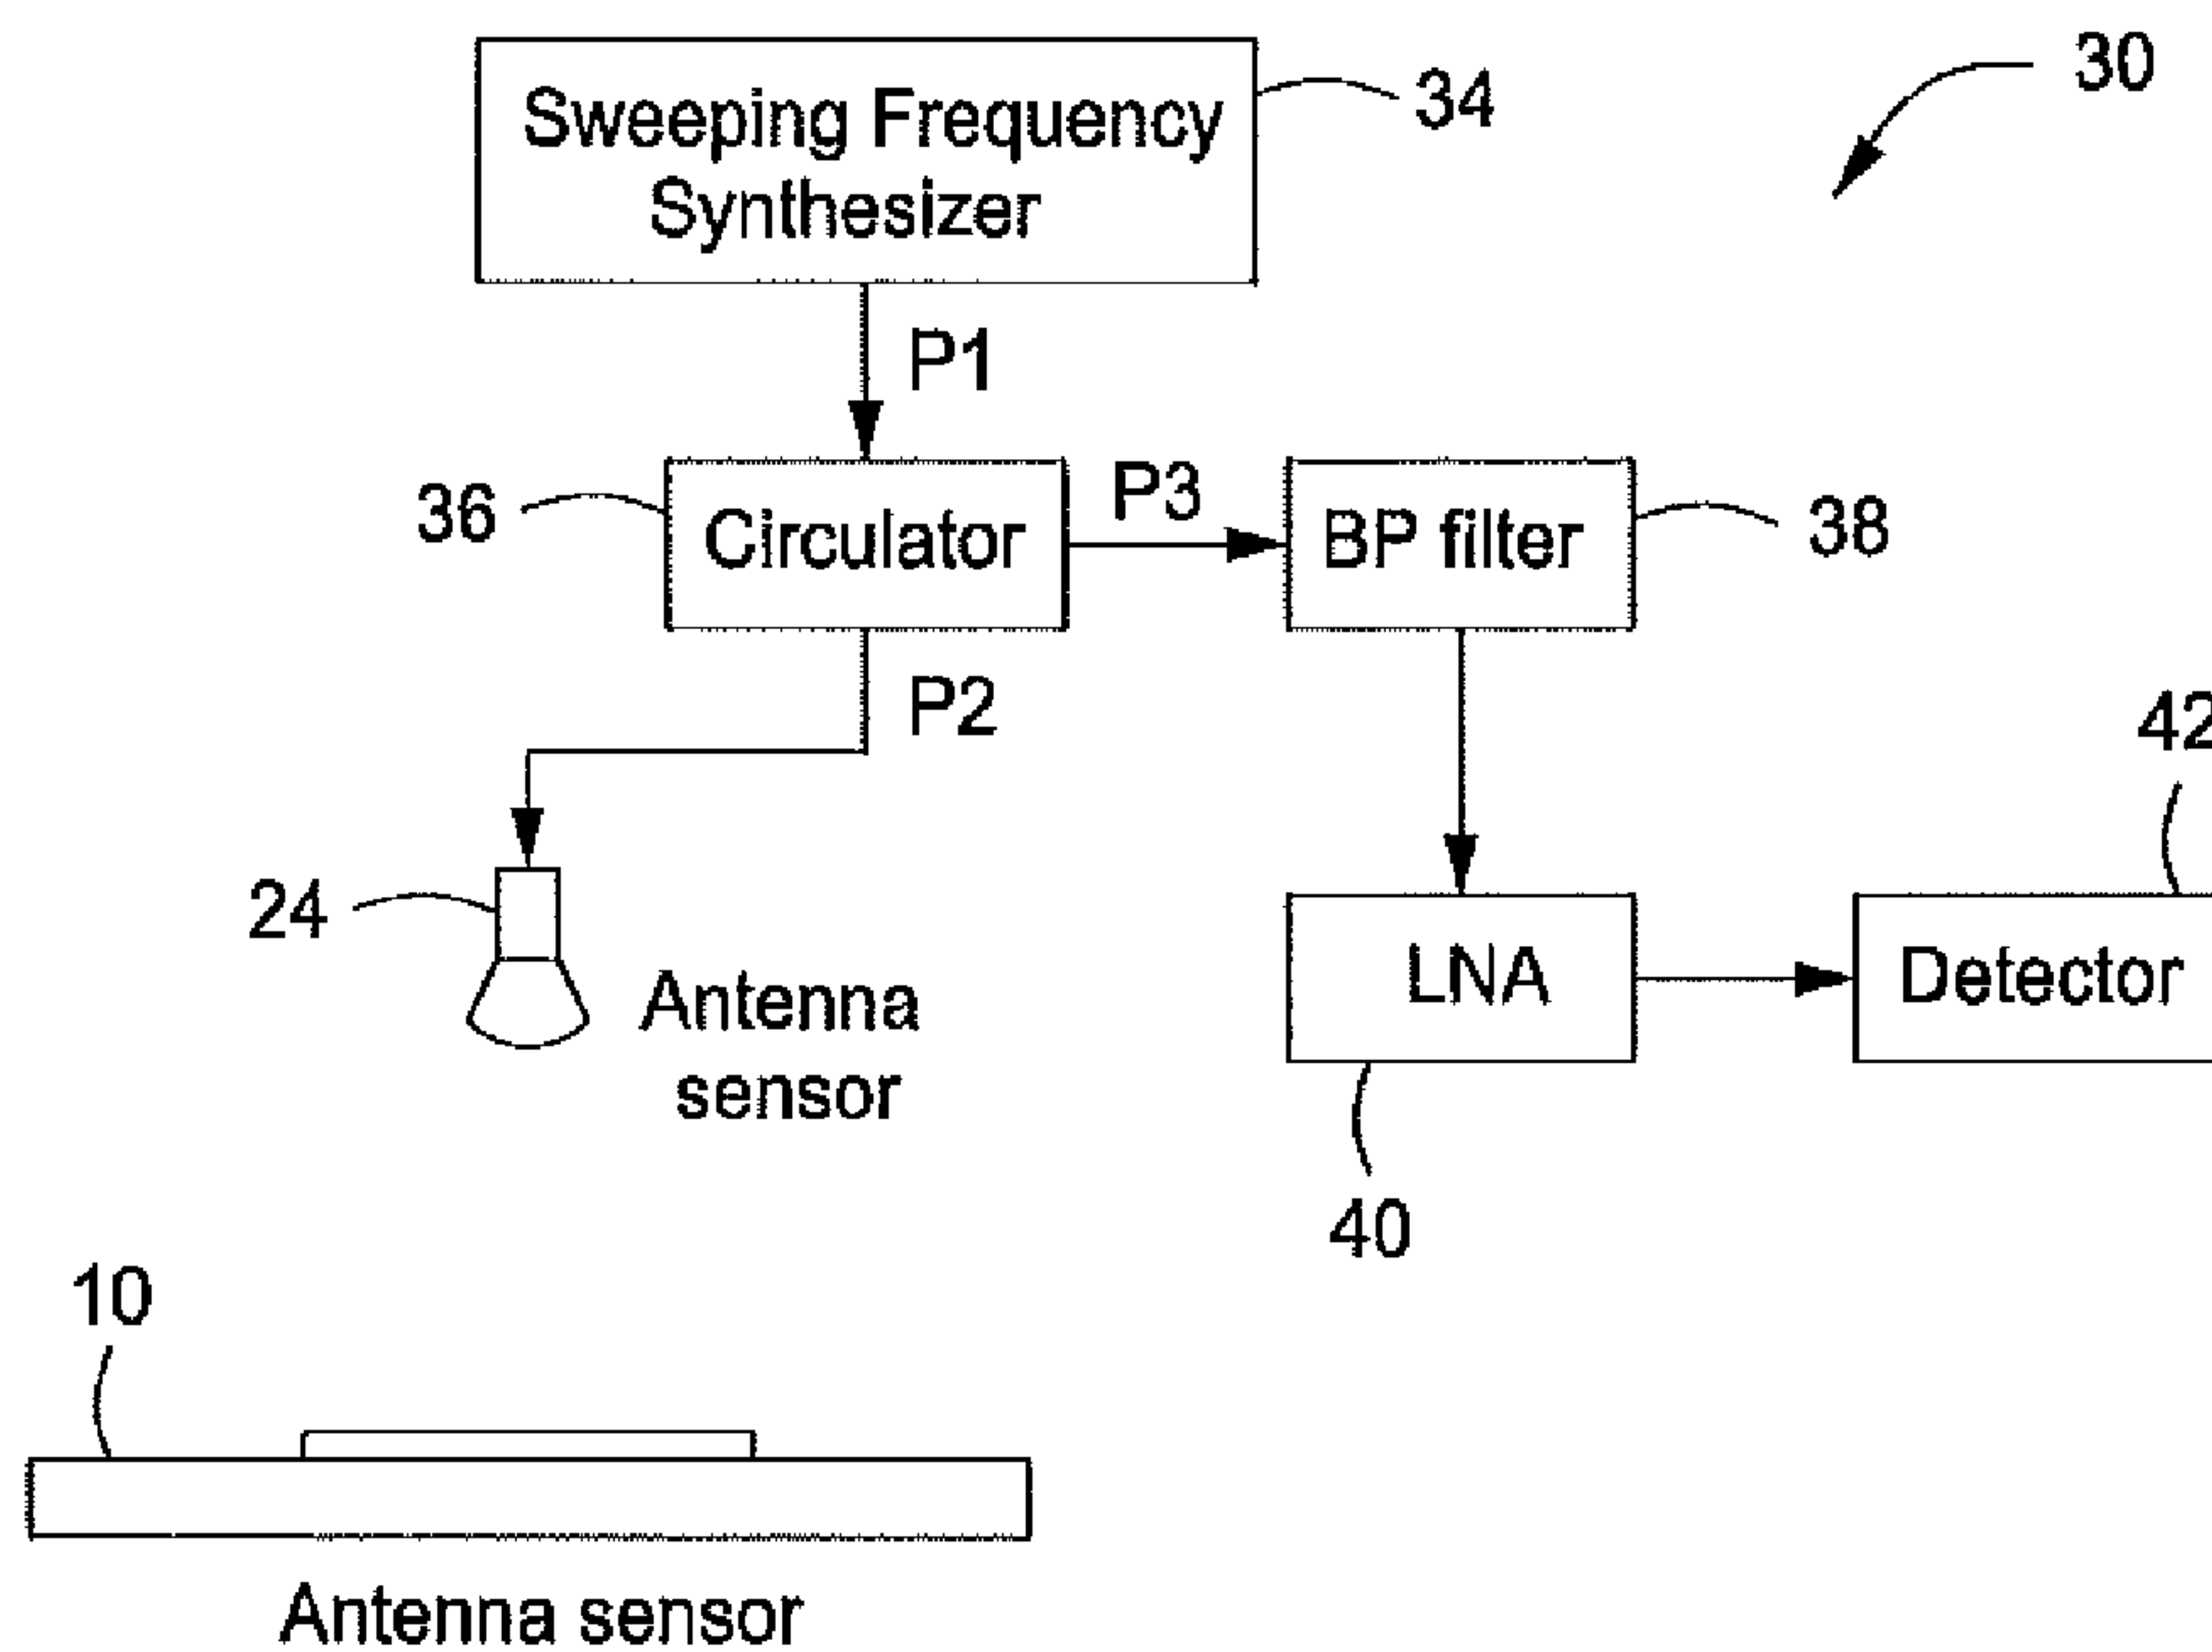 30
Sweeping Frequency
Synthesizer
34
P1
36
Circulator
P3
BP filter
38
P2
42
24
Antenna
sensor
LNA
Detector
40
10
Antenna sensor